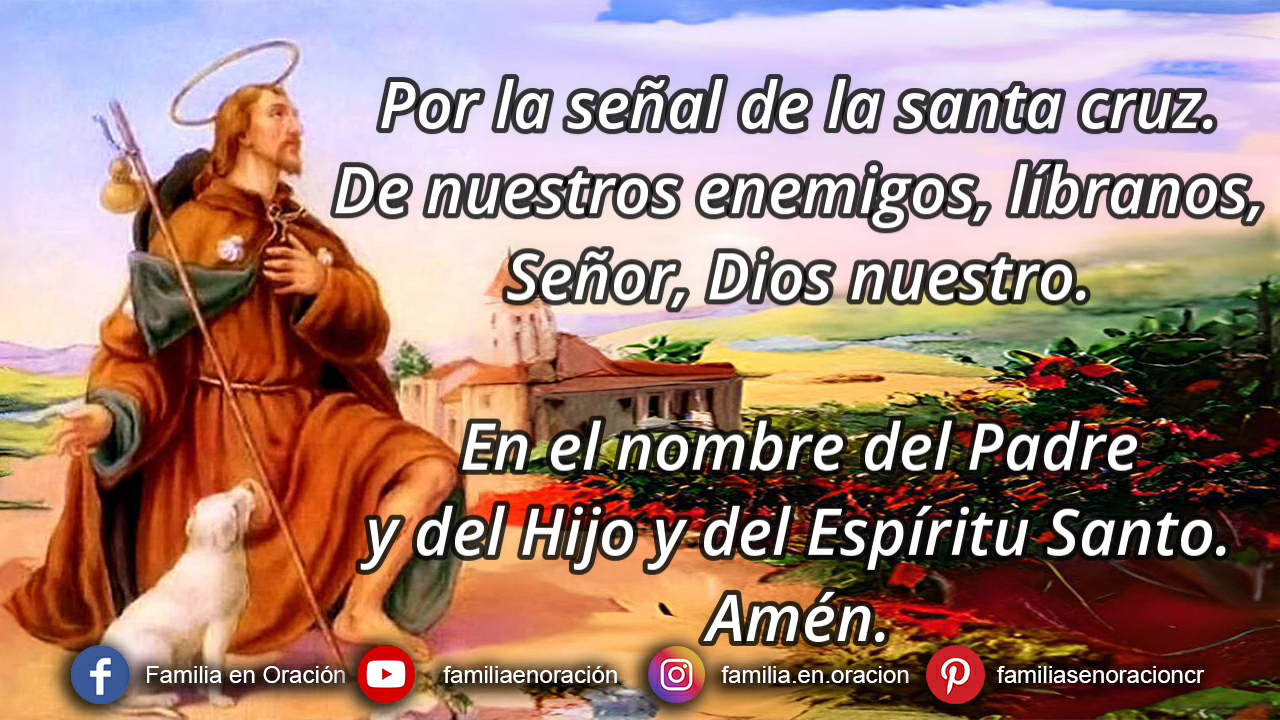 Por la señal de la santa cruz.
De nuestros enemigos, líbranos,
Señor, Dios nuestro.
En el nombre del Padre
y del Hijo y del Espíritu Santo.
Amén.
Familia en Oración
familiaenoración
familia.en.oracion
familiasenoracioncr